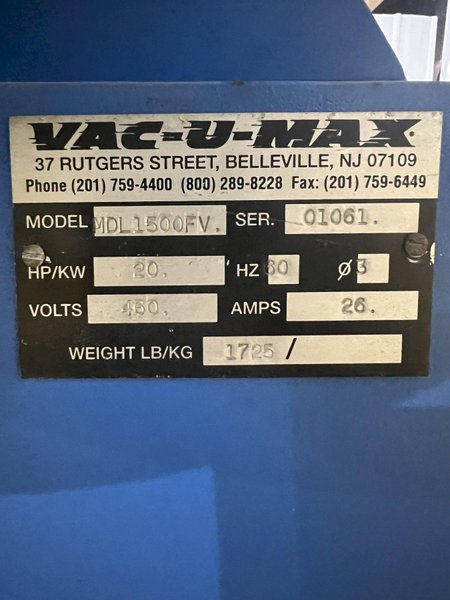 VAC-U-MAX
37 RUTGERS STREET, BELLEVILLE, NJ 07109
Phone (201) 759-4400 (800) 289-8228 Fax: (201) 759-6449
MODEL MDL1500FV. SER. 01061.
HP/KW 20. HZ 60 Ø 3
VOLTS 460. AMPS 26.
WEIGHT LB/KG 1725 /